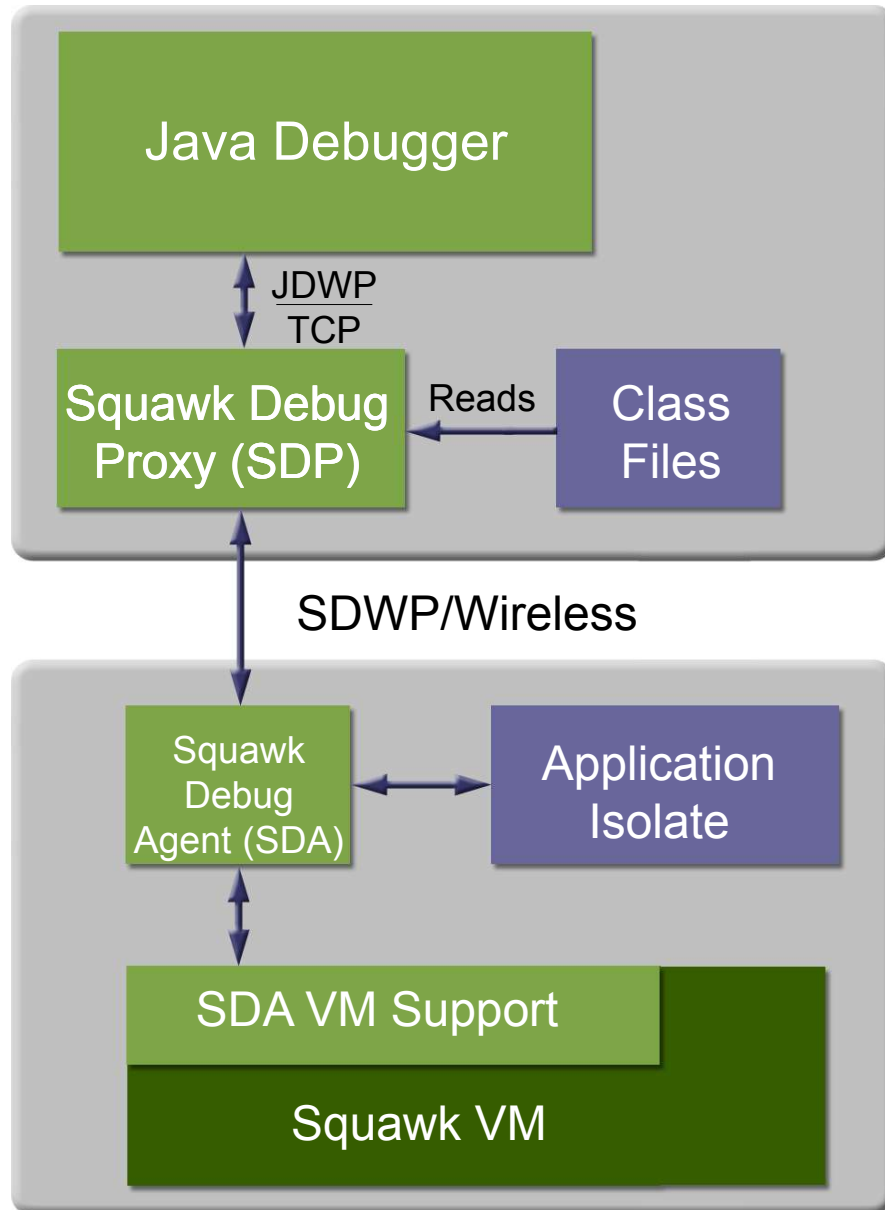 Java Debugger
JDWP
TCP
Squawk Debug
Proxy (SDP)
Reads
Class
Files
SDWP/Wireless
Squawk
Debug
Agent (SDA)
Application
Isolate
SDA VM Support
Squawk VM